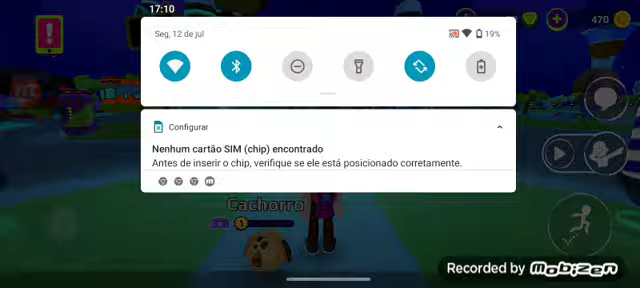 17:10
470
Seg, 12 de jul
19%
Configurar
Nenhum cartão SIM (chip) encontrado
Antes de inserir o chip, verifique se ele está posicionado corretamente.
Cachorro
1
Recorded by Mobizen